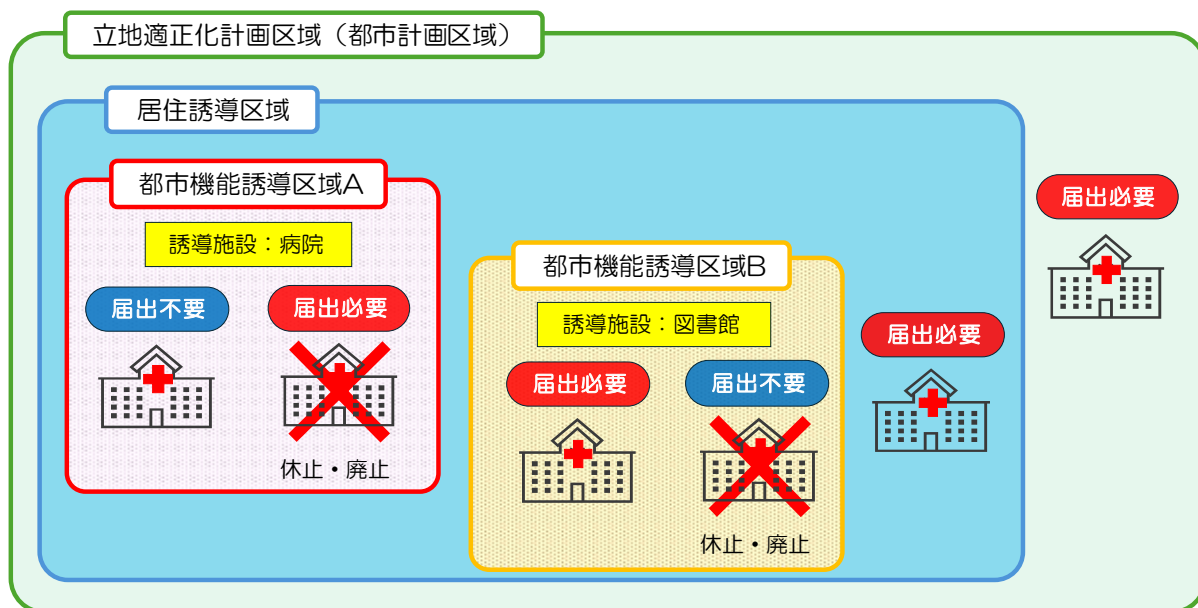 立地適正化計画区域（都市計画区域）
居住誘導区域
都市機能誘導区域A
誘導施設：病院
届出不要
届出必要
休止・廃止
都市機能誘導区域B
誘導施設：図書館
届出必要
届出不要
休止・廃止
届出必要
届出必要